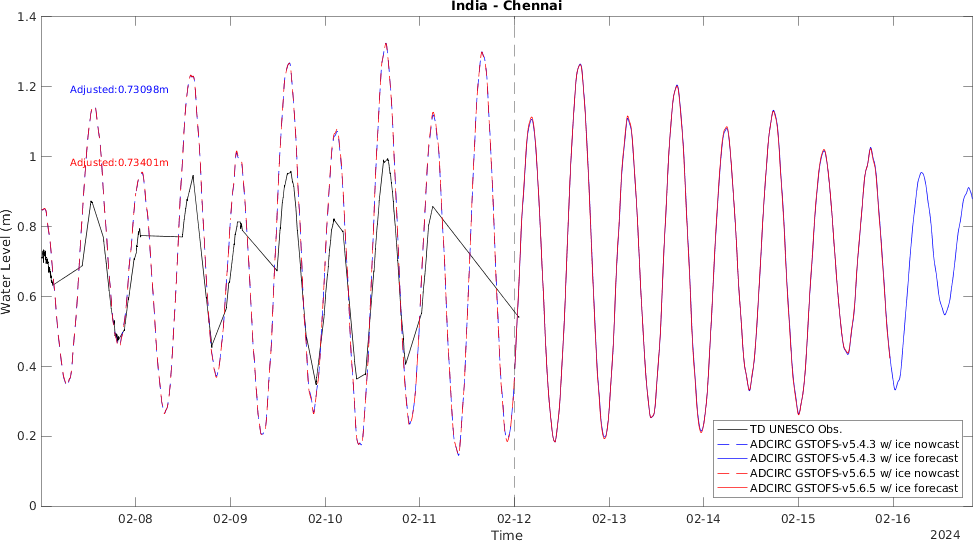 India - Chennai
1.4
1.2
1
0.8
0.6
0.4
0.2
0
Water Level (m)
Adjusted:0.73098m
Adjusted:0.73401m
TD UNESCO Obs.
ADCIRC GSTOFS-v5.4.3 w/ ice nowcast
ADCIRC GSTOFS-v5.4.3 w/ ice forecast
ADCIRC GSTOFS-v5.6.5 w/ ice nowcast
ADCIRC GSTOFS-v5.6.5 w/ ice forecast
02-08 02-09 02-10 02-11 02-12 02-13 02-14 02-15 02-16
Time
2024